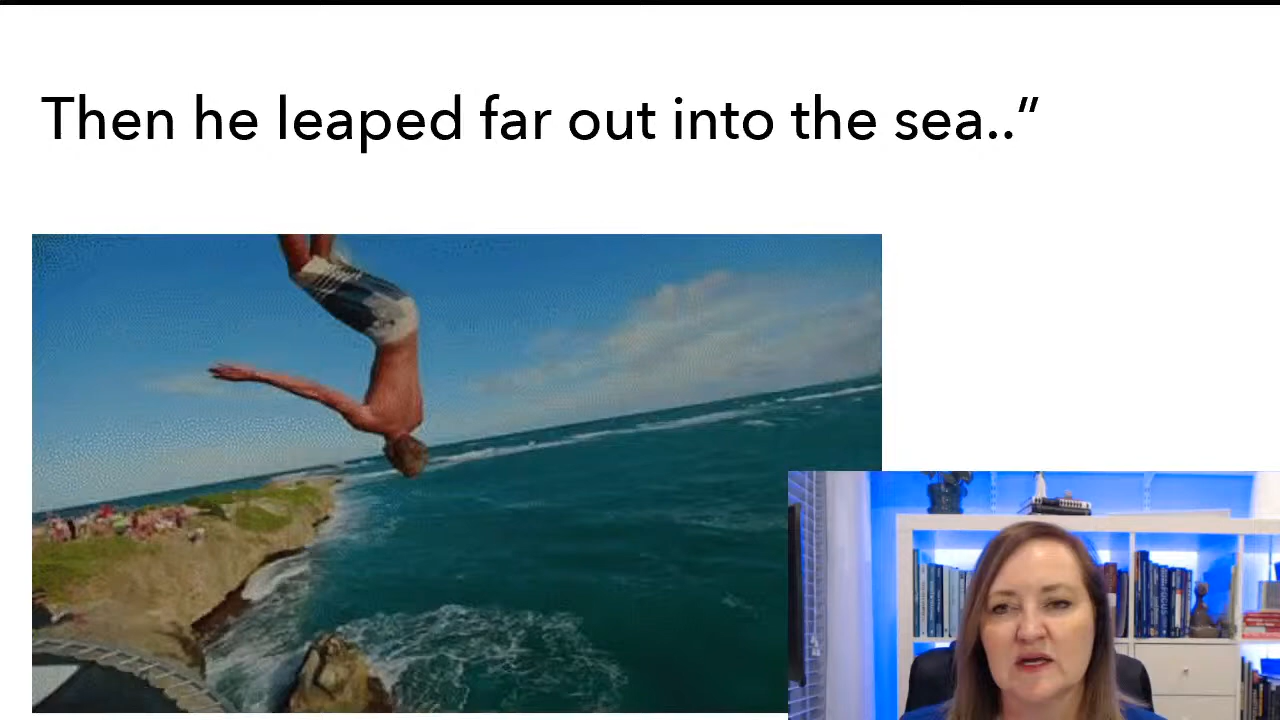 Then he leaped far out into the sea..”